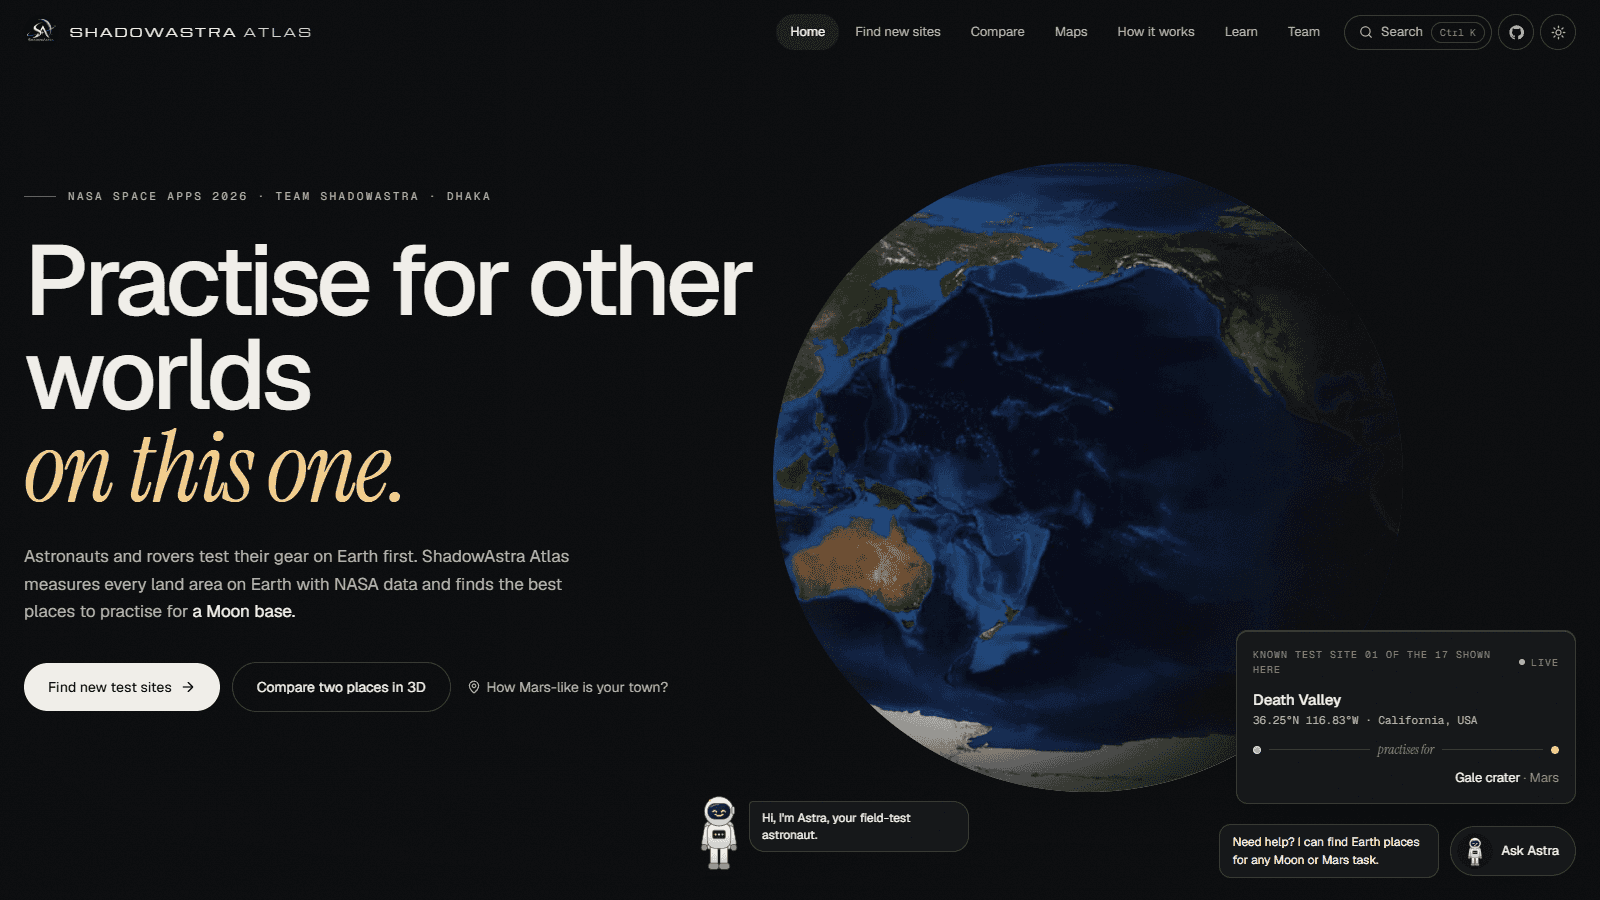 SHADOWASTRA ATLAS
Home
Find new sites
Compare
Maps
How it works
Learn
Team
Search
Ctrl K
NASA SPACE APPS 2026 · TEAM SHADOWASTRA · DHAKA
Practise for other
worlds
on this one.
Astronauts and rovers test their gear on Earth first. ShadowAstra Atlas
measures every land area on Earth with NASA data and finds the best
places to practise for a Moon base.
Find new test sites
Compare two places in 3D
How Mars-like is your town?
KNOWN TEST SITE 01 OF THE 17 SHOWN
HERE
LIVE
Death Valley
36.25°N 116.83°W · California, USA
practises for
Gale crater · Mars
Hi, I'm Astra, your field-test
astronaut.
Need help? I can find Earth places
for any Moon or Mars task.
Ask Astra